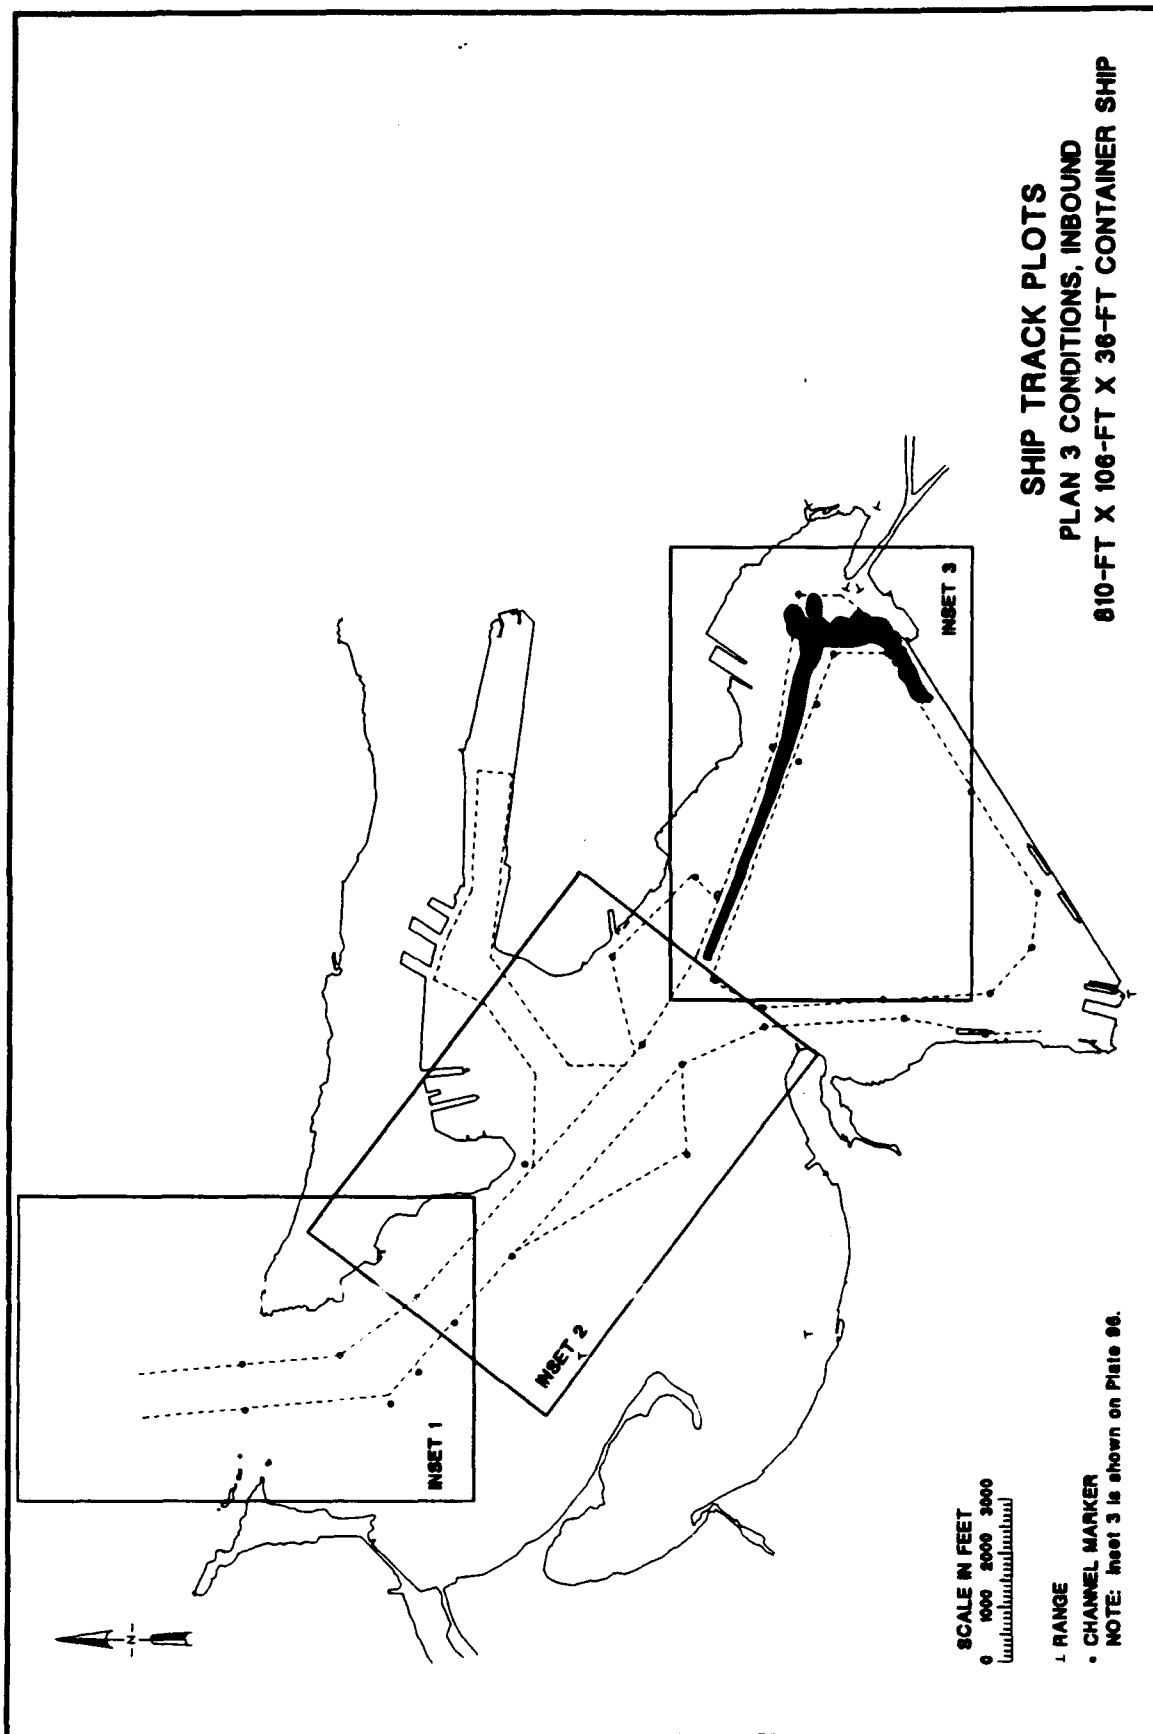 SHIP TRACK PLOTS
PLAN 3 CONDITIONS, INBOUND
810-FT X 106-FT X 36-FT CONTAINER SHIP
INSET 1
INSET 2
INSET 3
N
SCALE IN FEET
0 1000 2000 3000
RANGE
CHANNEL MARKER
NOTE: Inset 3 is shown on Plate 96.